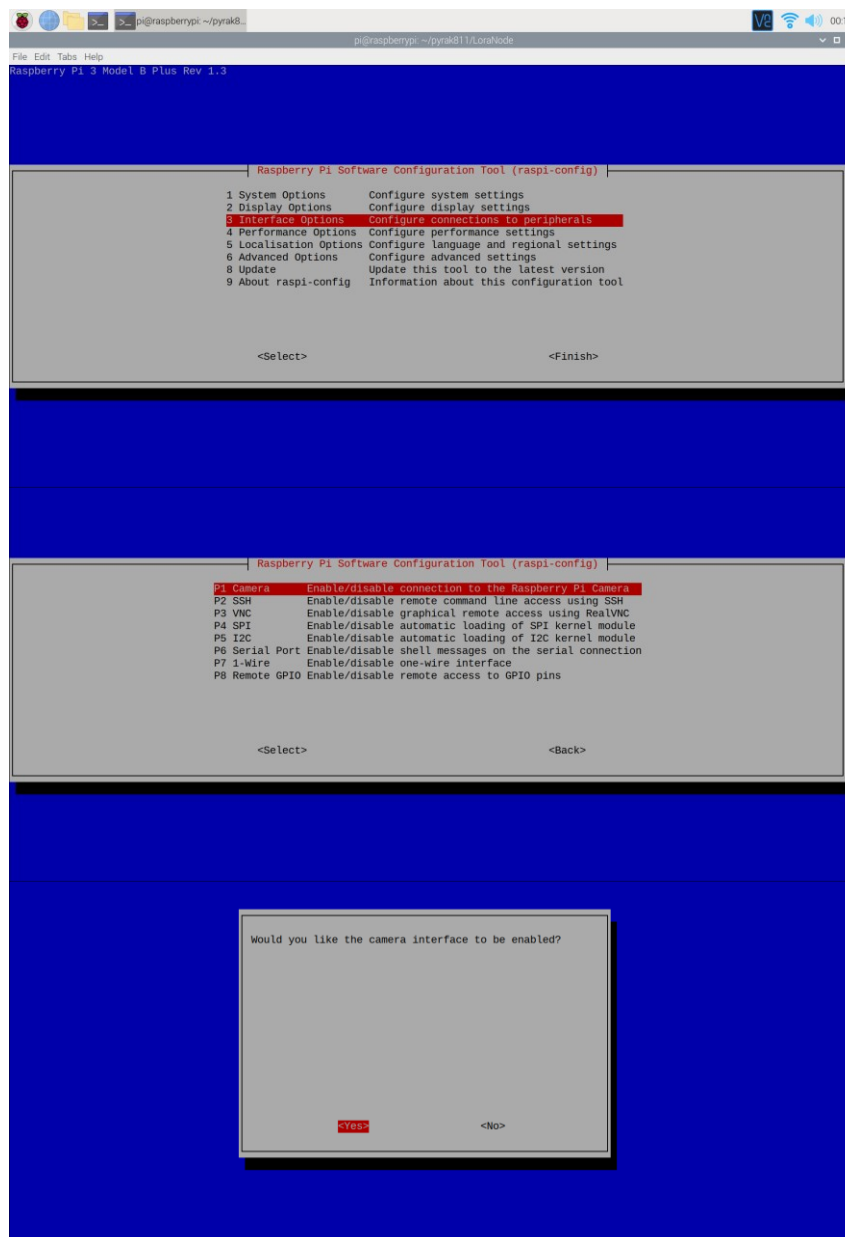 pi@raspberrypi: ~/pyrak8...
V2
pi@raspberrypi: ~/pyrak811/LoraNode
File Edit Tabs Help
Raspberry Pi 3 Model B Plus Rev 1.3
Raspberry Pi Software Configuration Tool (raspi-config)
1 System Options Configure system settings
2 Display Options Configure display settings
3 Interface Options Configure connections to peripherals
4 Performance Options Configure performance settings
5 Localisation Options Configure language and regional settings
6 Advanced Options Configure advanced settings
8 Update Update this tool to the latest version
9 About raspi-config Information about this configuration tool
<Select> <Finish>
Raspberry Pi Software Configuration Tool (raspi-config)
P1 Camera Enable/disable connection to the Raspberry Pi Camera
P2 SSH Enable/disable remote command line access using SSH
P3 VNC Enable/disable graphical remote access using RealVNC
P4 SPI Enable/disable automatic loading of SPI kernel module
P5 I2C Enable/disable automatic loading of I2C kernel module
P6 Serial Port Enable/disable shell messages on the serial connection
P7 1-Wire Enable/disable one-wire interface
P8 Remote GPIO Enable/disable remote access to GPIO pins
<Select> <Back>
Would you like the camera interface to be enabled?
<Yes> <No>